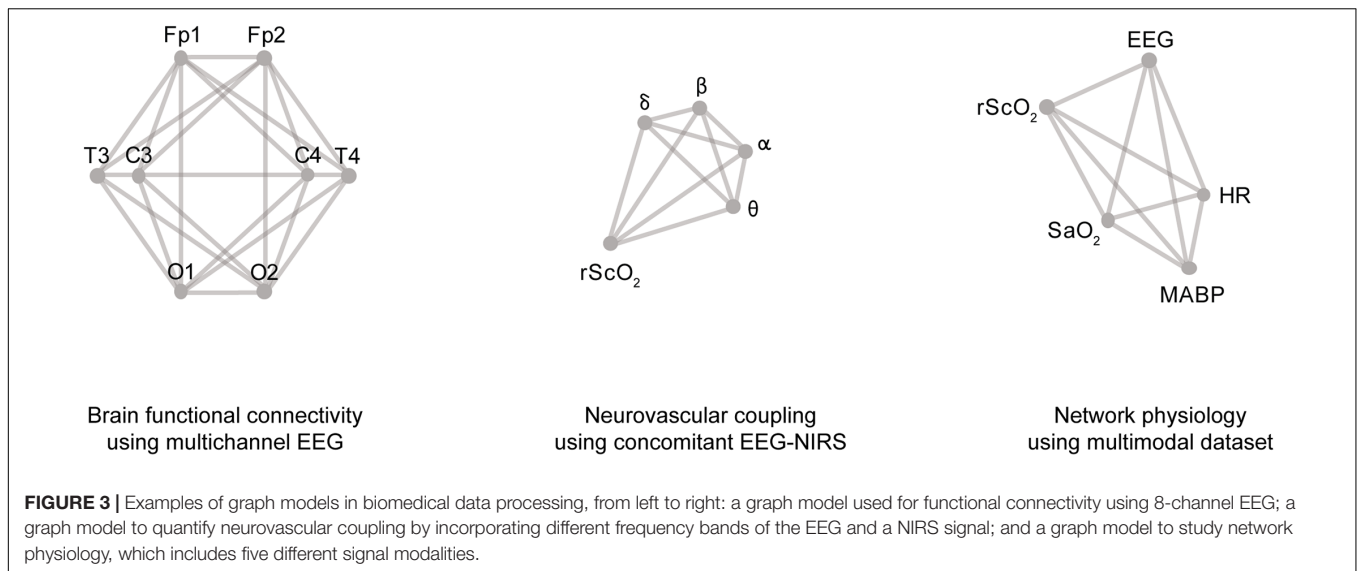 Fp1 Fp2
T3 C3 C4 T4
O1 O2
Brain functional connectivity
using multichannel EEG
δ β
α
θ
rScO₂
Neurovascular coupling
using concomitant EEG-NIRS
EEG
rScO₂
HR
SaO₂
MABP
Network physiology
using multimodal dataset
FIGURE 3 | Examples of graph models in biomedical data processing, from left to right: a graph model used for functional connectivity using 8-channel EEG; a
graph model to quantify neurovascular coupling by incorporating different frequency bands of the EEG and a NIRS signal; and a graph model to study network
physiology, which includes five different signal modalities.